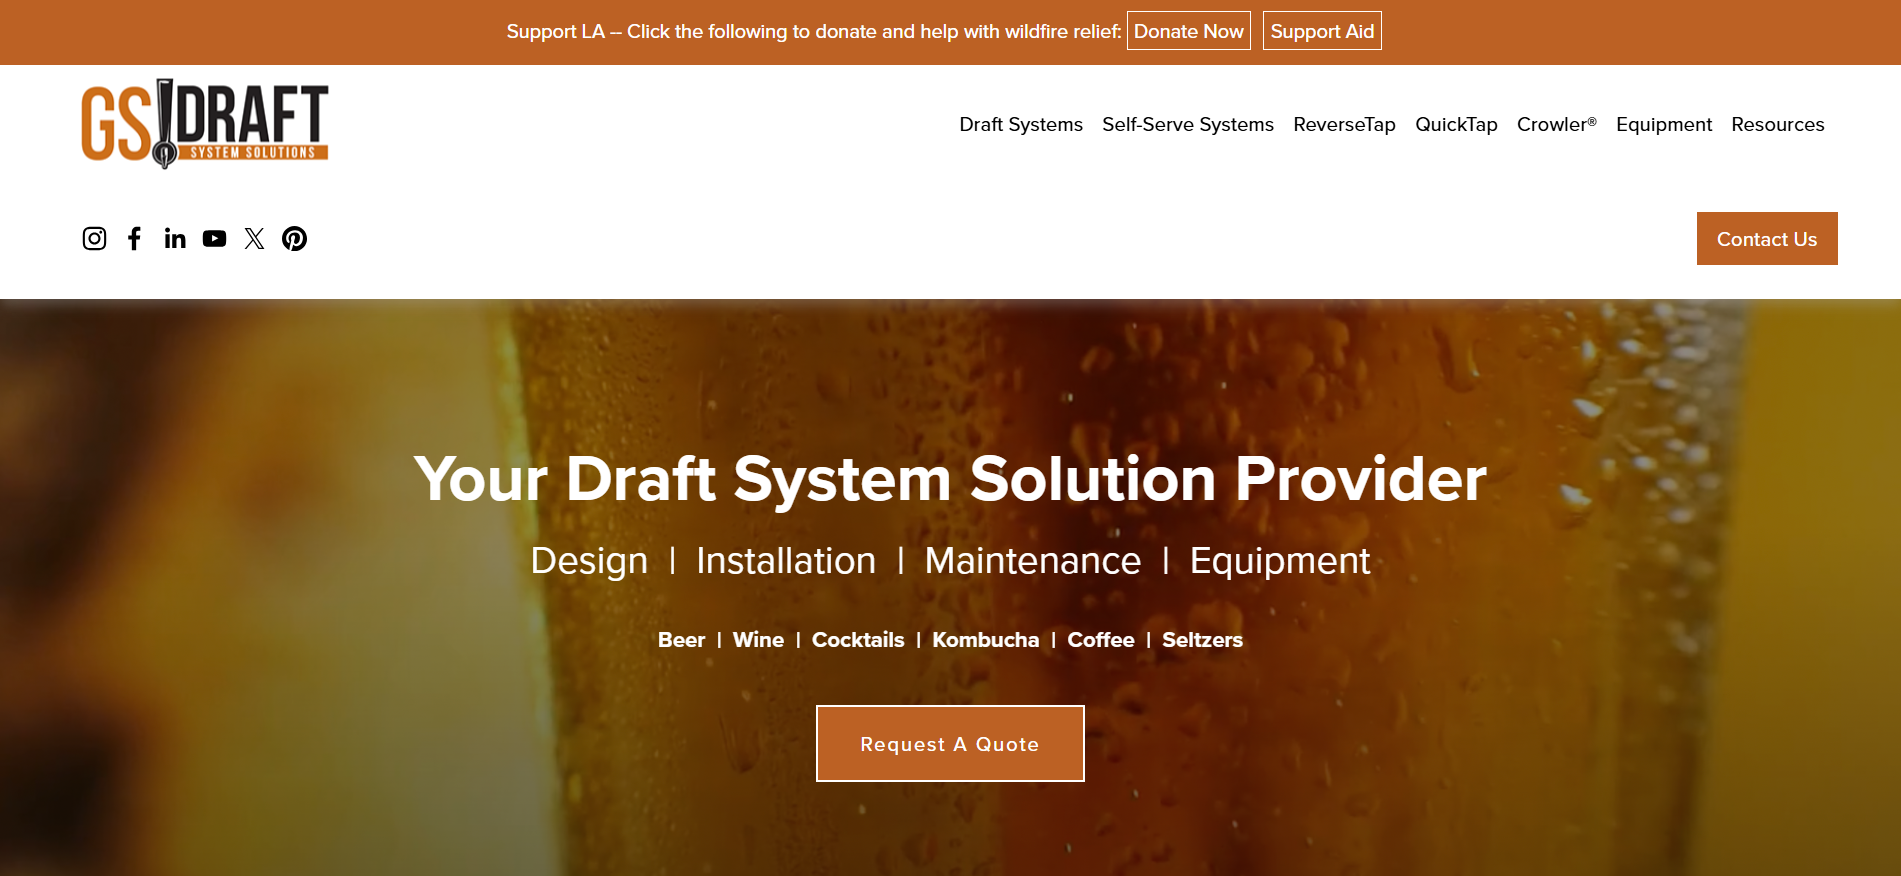 Support LA -- Click the following to donate and help with wildfire relief: Donate Now Support Aid
GS DRAFT
SYSTEM SOLUTIONS
Draft Systems Self-Serve Systems ReverseTap QuickTap Crowler® Equipment Resources
Contact Us
Your Draft System Solution Provider
Design | Installation | Maintenance | Equipment
Beer | Wine | Cocktails | Kombucha | Coffee | Seltzers
Request A Quote